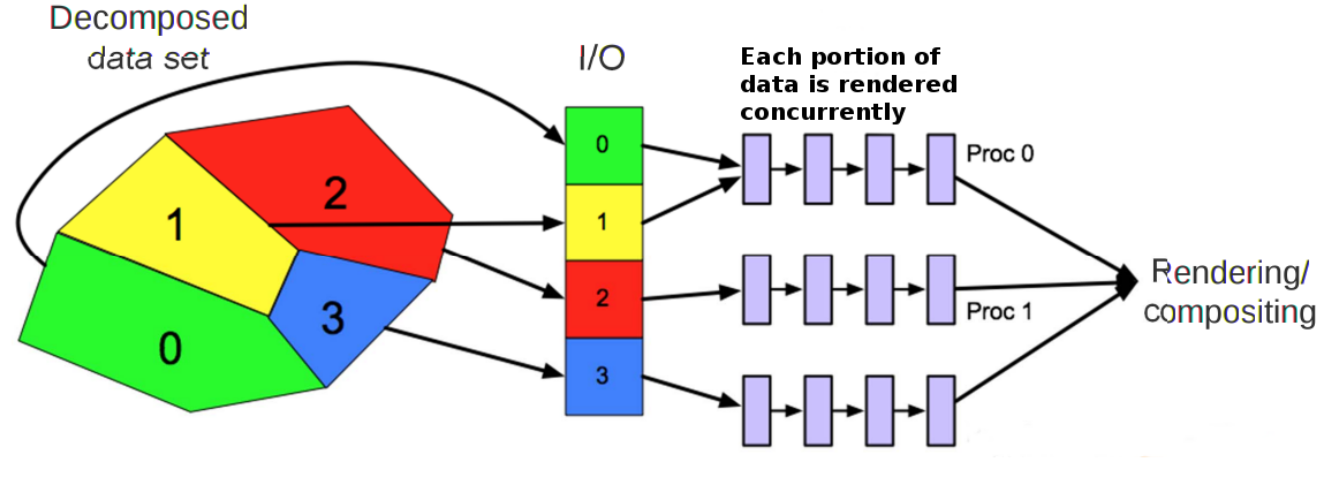 Decomposed
data set
I/O
Each portion of
data is rendered
concurrently
2
1
3
0
0
1
2
3
Proc 0
Proc 1
Rendering/
compositing